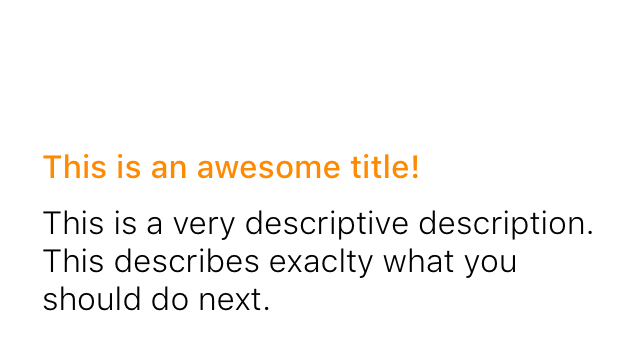 This is an awesome title!
This is a very descriptive description.
This describes exaclty what you
should do next.